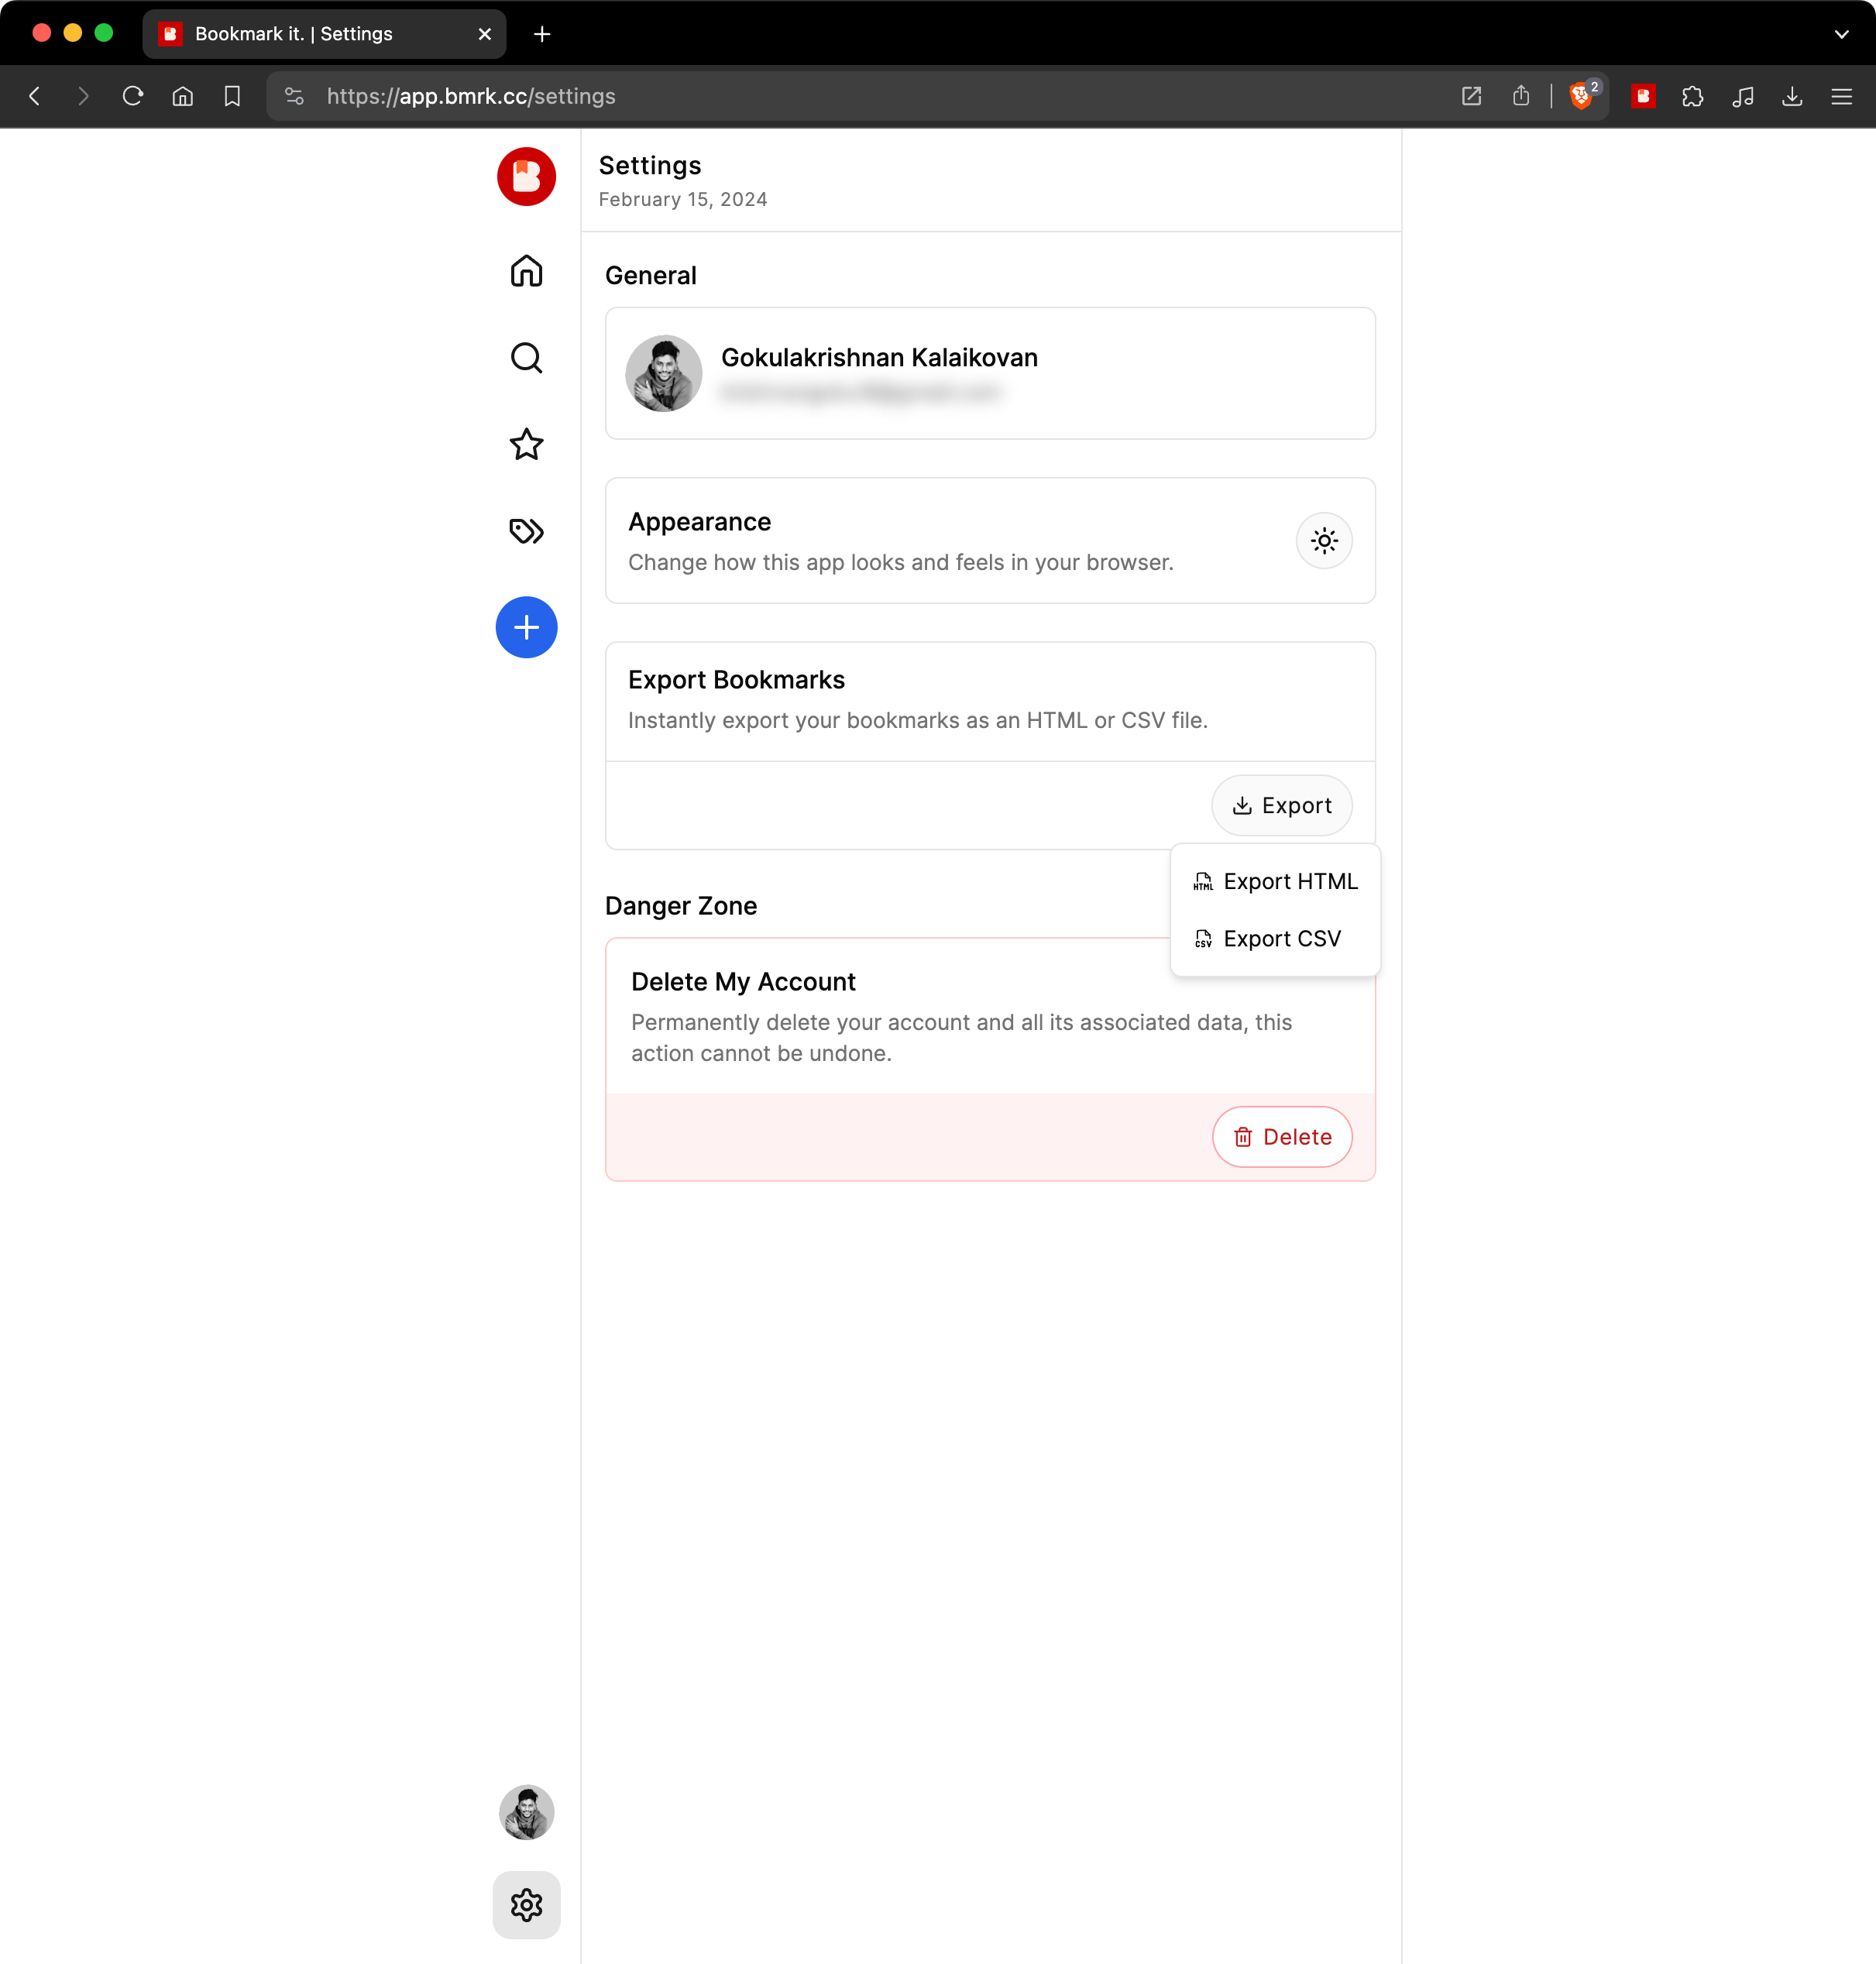 Bookmark it. | Settings
https://app.bmrk.cc/settings
2
Settings
February 15, 2024
General
Gokulakrishnan Kalaikovan
Appearance
Change how this app looks and feels in your browser.
Export Bookmarks
Instantly export your bookmarks as an HTML or CSV file.
Export
HTML Export HTML
CSV Export CSV
Danger Zone
Delete My Account
Permanently delete your account and all its associated data, this
action cannot be undone.
Delete